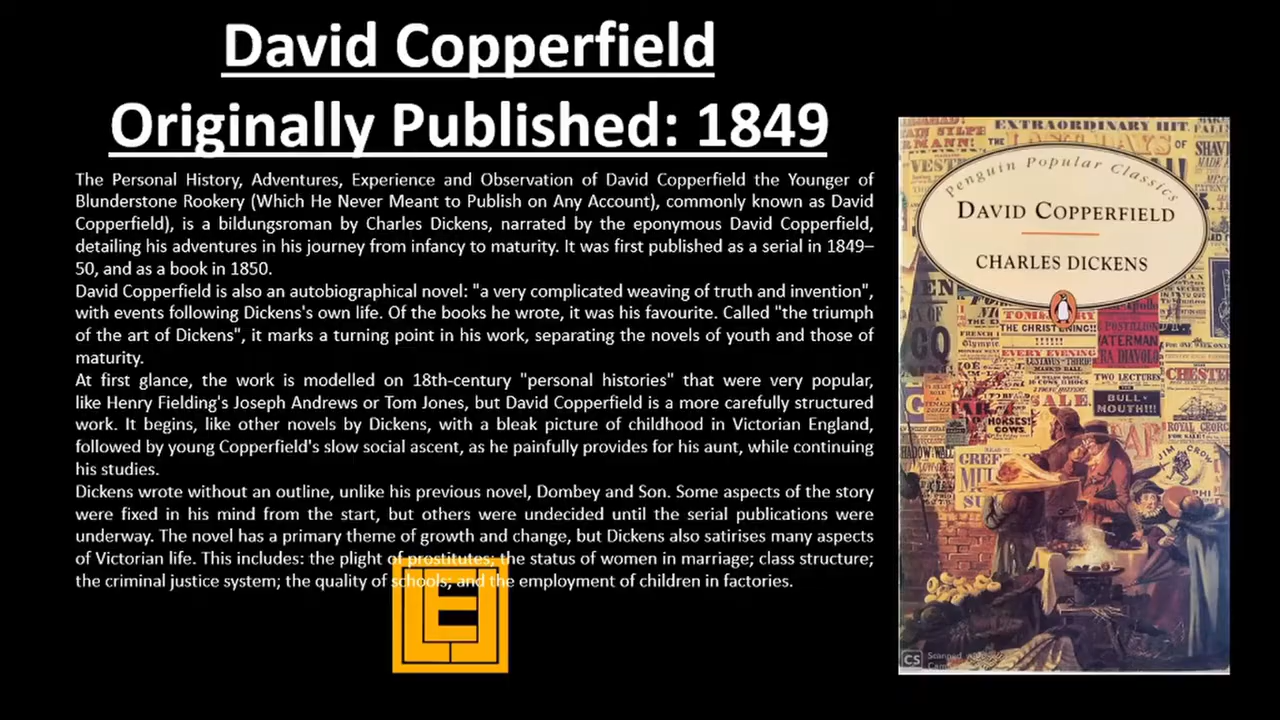 David Copperfield
Originally Published: 1849
The Personal History, Adventures, Experience and Observation of David Copperfield the Younger of
Blunderstone Rookery (Which He Never Meant to Publish on Any Account), commonly known as David
Copperfield), is a bildungsroman by Charles Dickens, narrated by the eponymous David Copperfield,
detailing his adventures in his journey from infancy to maturity. It was first published as a serial in 1849–
50, and as a book in 1850.
David Copperfield is also an autobiographical novel: "a very complicated weaving of truth and invention",
with events following Dickens's own life. Of the books he wrote, it was his favourite. Called "the triumph
of the art of Dickens", it marks a turning point in his work, separating the novels of youth and those of
maturity.
At first glance, the work is modelled on 18th-century "personal histories" that were very popular,
like Henry Fielding's Joseph Andrews or Tom Jones, but David Copperfield is a more carefully structured
work. It begins, like other novels by Dickens, with a bleak picture of childhood in Victorian England,
followed by young Copperfield's slow social ascent, as he painfully provides for his aunt, while continuing
his studies.
Dickens wrote without an outline, unlike his previous novel, Dombey and Son. Some aspects of the story
were fixed in his mind from the start, but others were undecided until the serial publications were
underway. The novel has a primary theme of growth and change, but Dickens also satirises many aspects
of Victorian life. This includes: the plight of prostitutes; the status of women in marriage; class structure;
the criminal justice system; the quality of schools; and the employment of children in factories.
E
EXTRAORDINARY HIT
THE LAST DAYS OF
Penguin Popular Classics
DAVID COPPERFIELD
CHARLES DICKENS
THE CHRISTENING!!
EVERY EVENING
TWO LECTURES
CHESTER
SALE.
BULL
MOUTH!!!
HORSES!
COWS.
JIM CROW
CS
Scanned